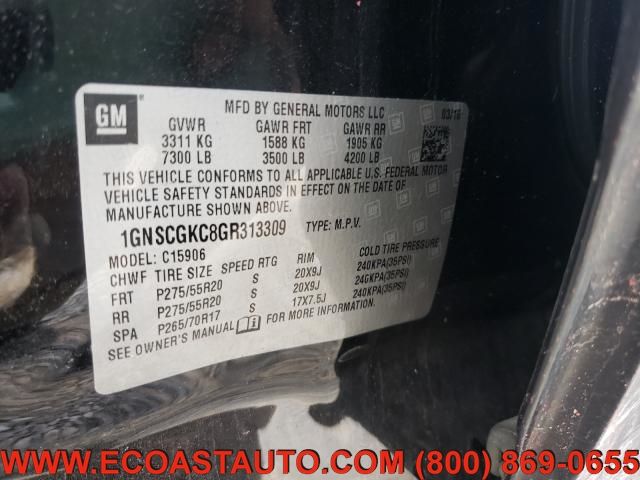 GM
MFD BY GENERAL MOTORS LLC 03/16
GVWR GAWR FRT GAWR RR
3311 KG 1588 KG 1905 KG
7300 LB 3500 LB 4200 LB
THIS VEHICLE CONFORMS TO ALL APPLICABLE U.S. FEDERAL MOTOR
VEHICLE SAFETY STANDARDS IN EFFECT ON THE DATE OF
MANUFACTURE SHOWN ABOVE.
1GNSCGKC8GR313309 TYPE: M.P.V.
MODEL: C15906
CHWF TIRE SIZE SPEED RTG RIM COLD TIRE PRESSURE
FRT P275/55R20 S 20X9J 240KPA(35PSI)
RR P275/55R20 S 20X9J 240KPA(35PSI)
SPA P265/70R17 S 17X7.5J 240KPA(35PSI)
SEE OWNER'S MANUAL FOR MORE INFORMATION.
WWW.ECOASTAUTO.COM (800) 869-0655